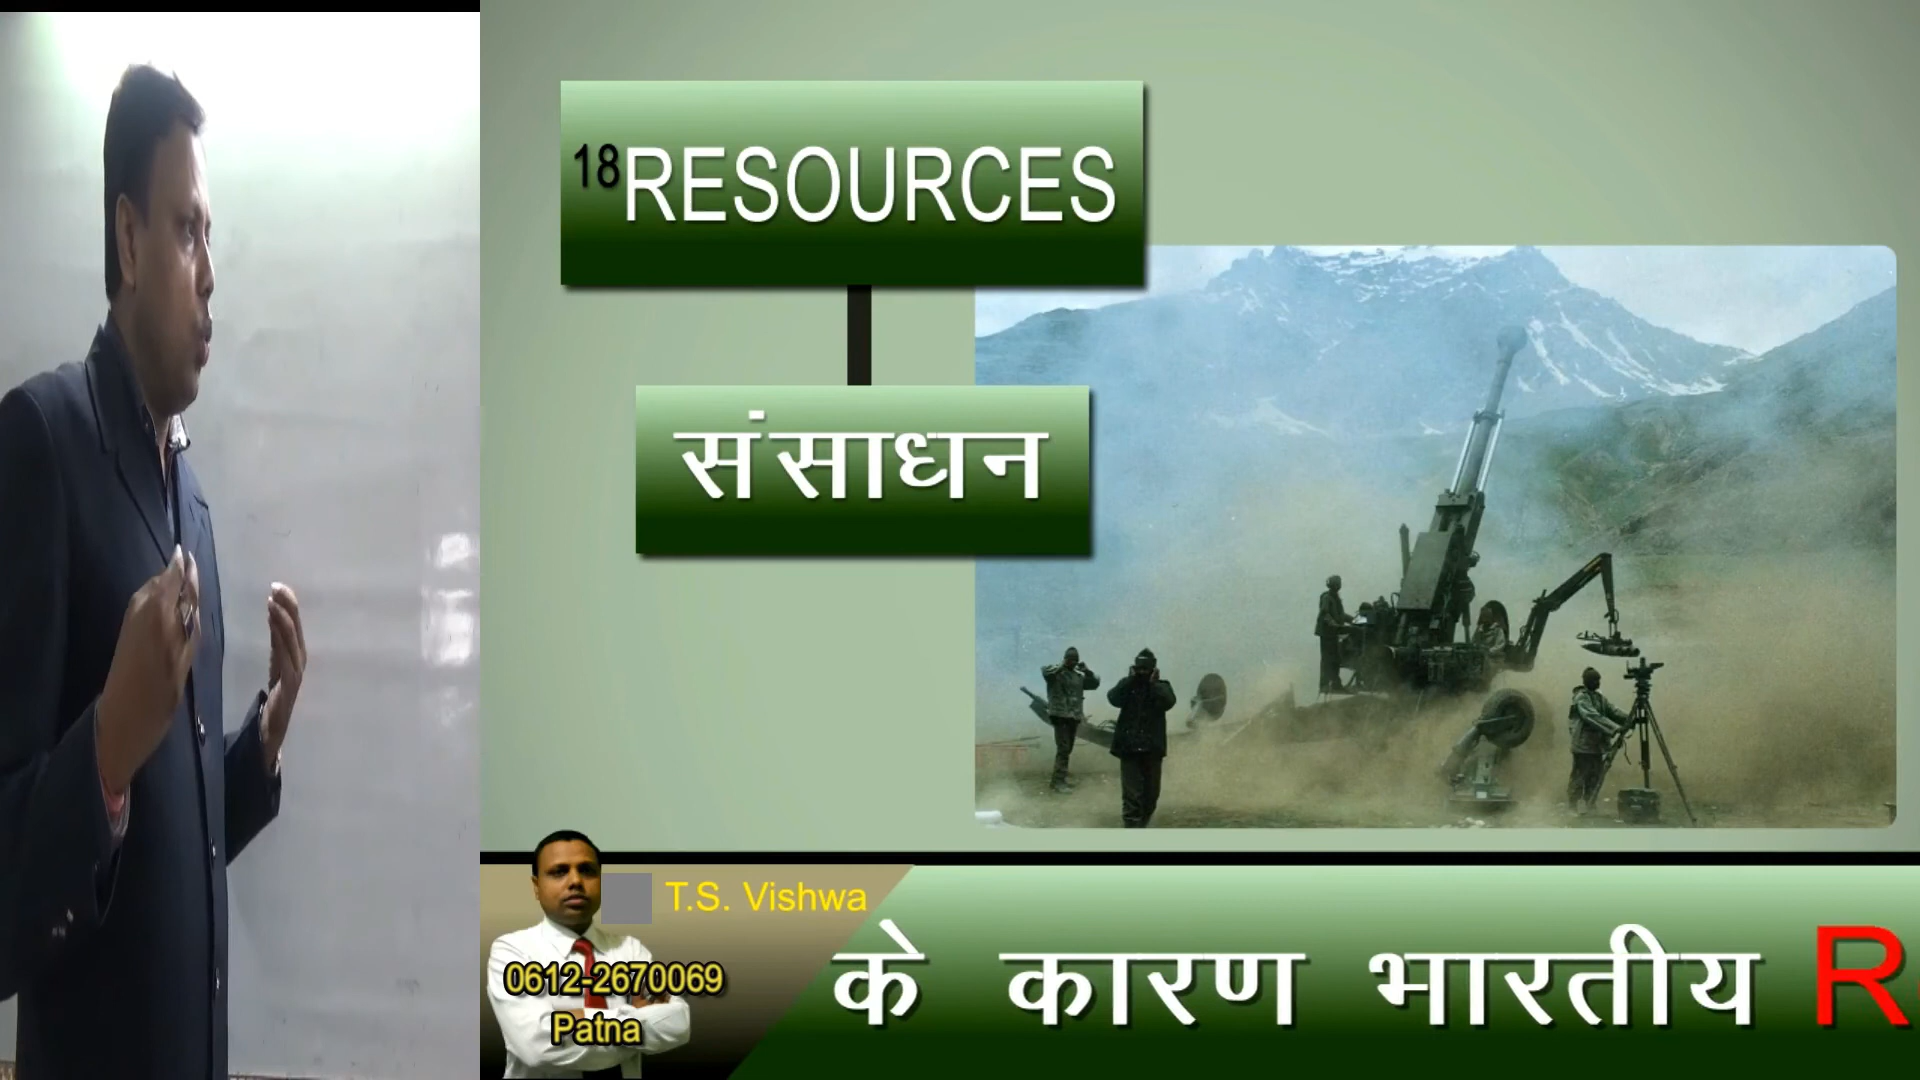 18RESOURCES
संसाधन
T.S. Vishwa
0612-2670069
Patna
के कारण भारतीय R